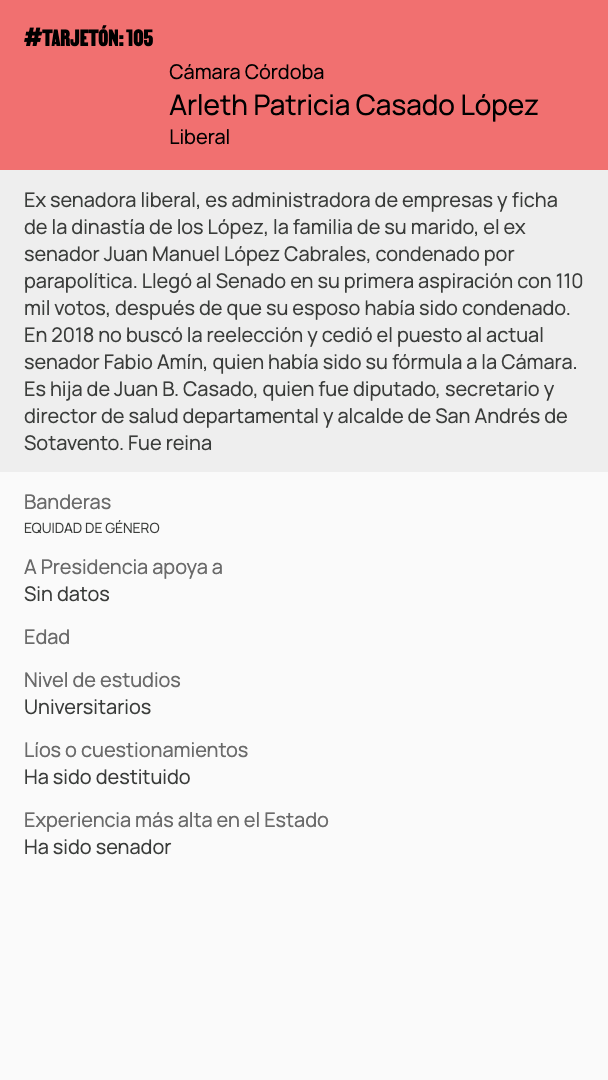 #TARJETÓN: 105
Cámara Córdoba
Arleth Patricia Casado López
Liberal
Ex senadora liberal, es administradora de empresas y ficha
de la dinastía de los López, la familia de su marido, el ex
senador Juan Manuel López Cabrales, condenado por
parapolítica. Llegó al Senado en su primera aspiración con 110
mil votos, después de que su esposo había sido condenado.
En 2018 no buscó la reelección y cedió el puesto al actual
senador Fabio Amín, quien había sido su fórmula a la Cámara.
Es hija de Juan B. Casado, quien fue diputado, secretario y
director de salud departamental y alcalde de San Andrés de
Sotavento. Fue reina
Banderas
EQUIDAD DE GÉNERO
A Presidencia apoya a
Sin datos
Edad
Nivel de estudios
Universitarios
Líos o cuestionamientos
Ha sido destituido
Experiencia más alta en el Estado
Ha sido senador